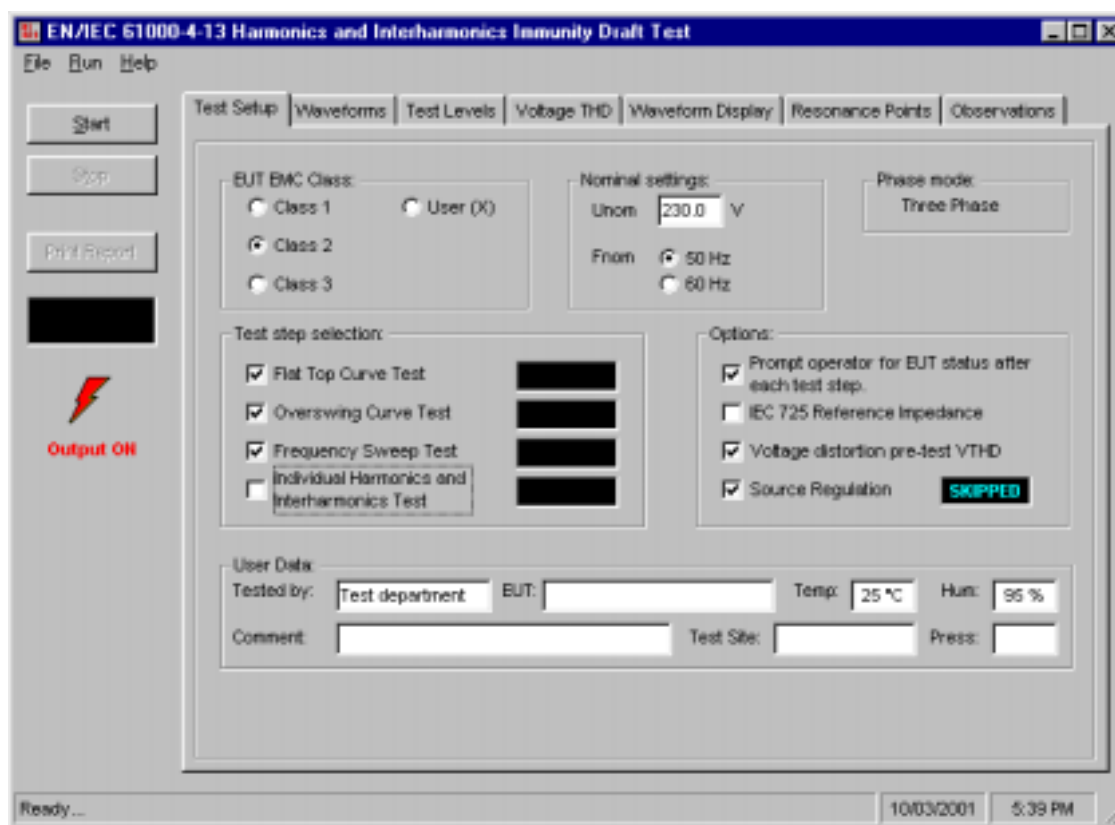 EN/IEC 61000-4-13 Harmonics and Interharmonics Immunity Draft Test
File Run Help
Start
Stop
Print Report
Output ON
Test Setup Waveforms Test Levels Voltage THD Waveform Display Resonance Points Observations
EUT EMC Class:
Class 1 User (X)
Class 2
Class 3
Nominal settings:
Unom 230.0 V
Fnom 50 Hz
60 Hz
Phase mode:
Three Phase
Test step selection:
Flat Top Curve Test
Overswing Curve Test
Frequency Sweep Test
Individual Harmonics and
Interharmonics Test
Options:
Prompt operator for EUT status after
each test step.
IEC 725 Reference Impedance
Voltage distortion pre-test VTHD
Source Regulation SKIPPED
User Data:
Tested by: Test department EUT: Temp: 25 °C Hum: 95 %
Comment: Test Site: Press:
Ready... 10/03/2001 5:39 PM